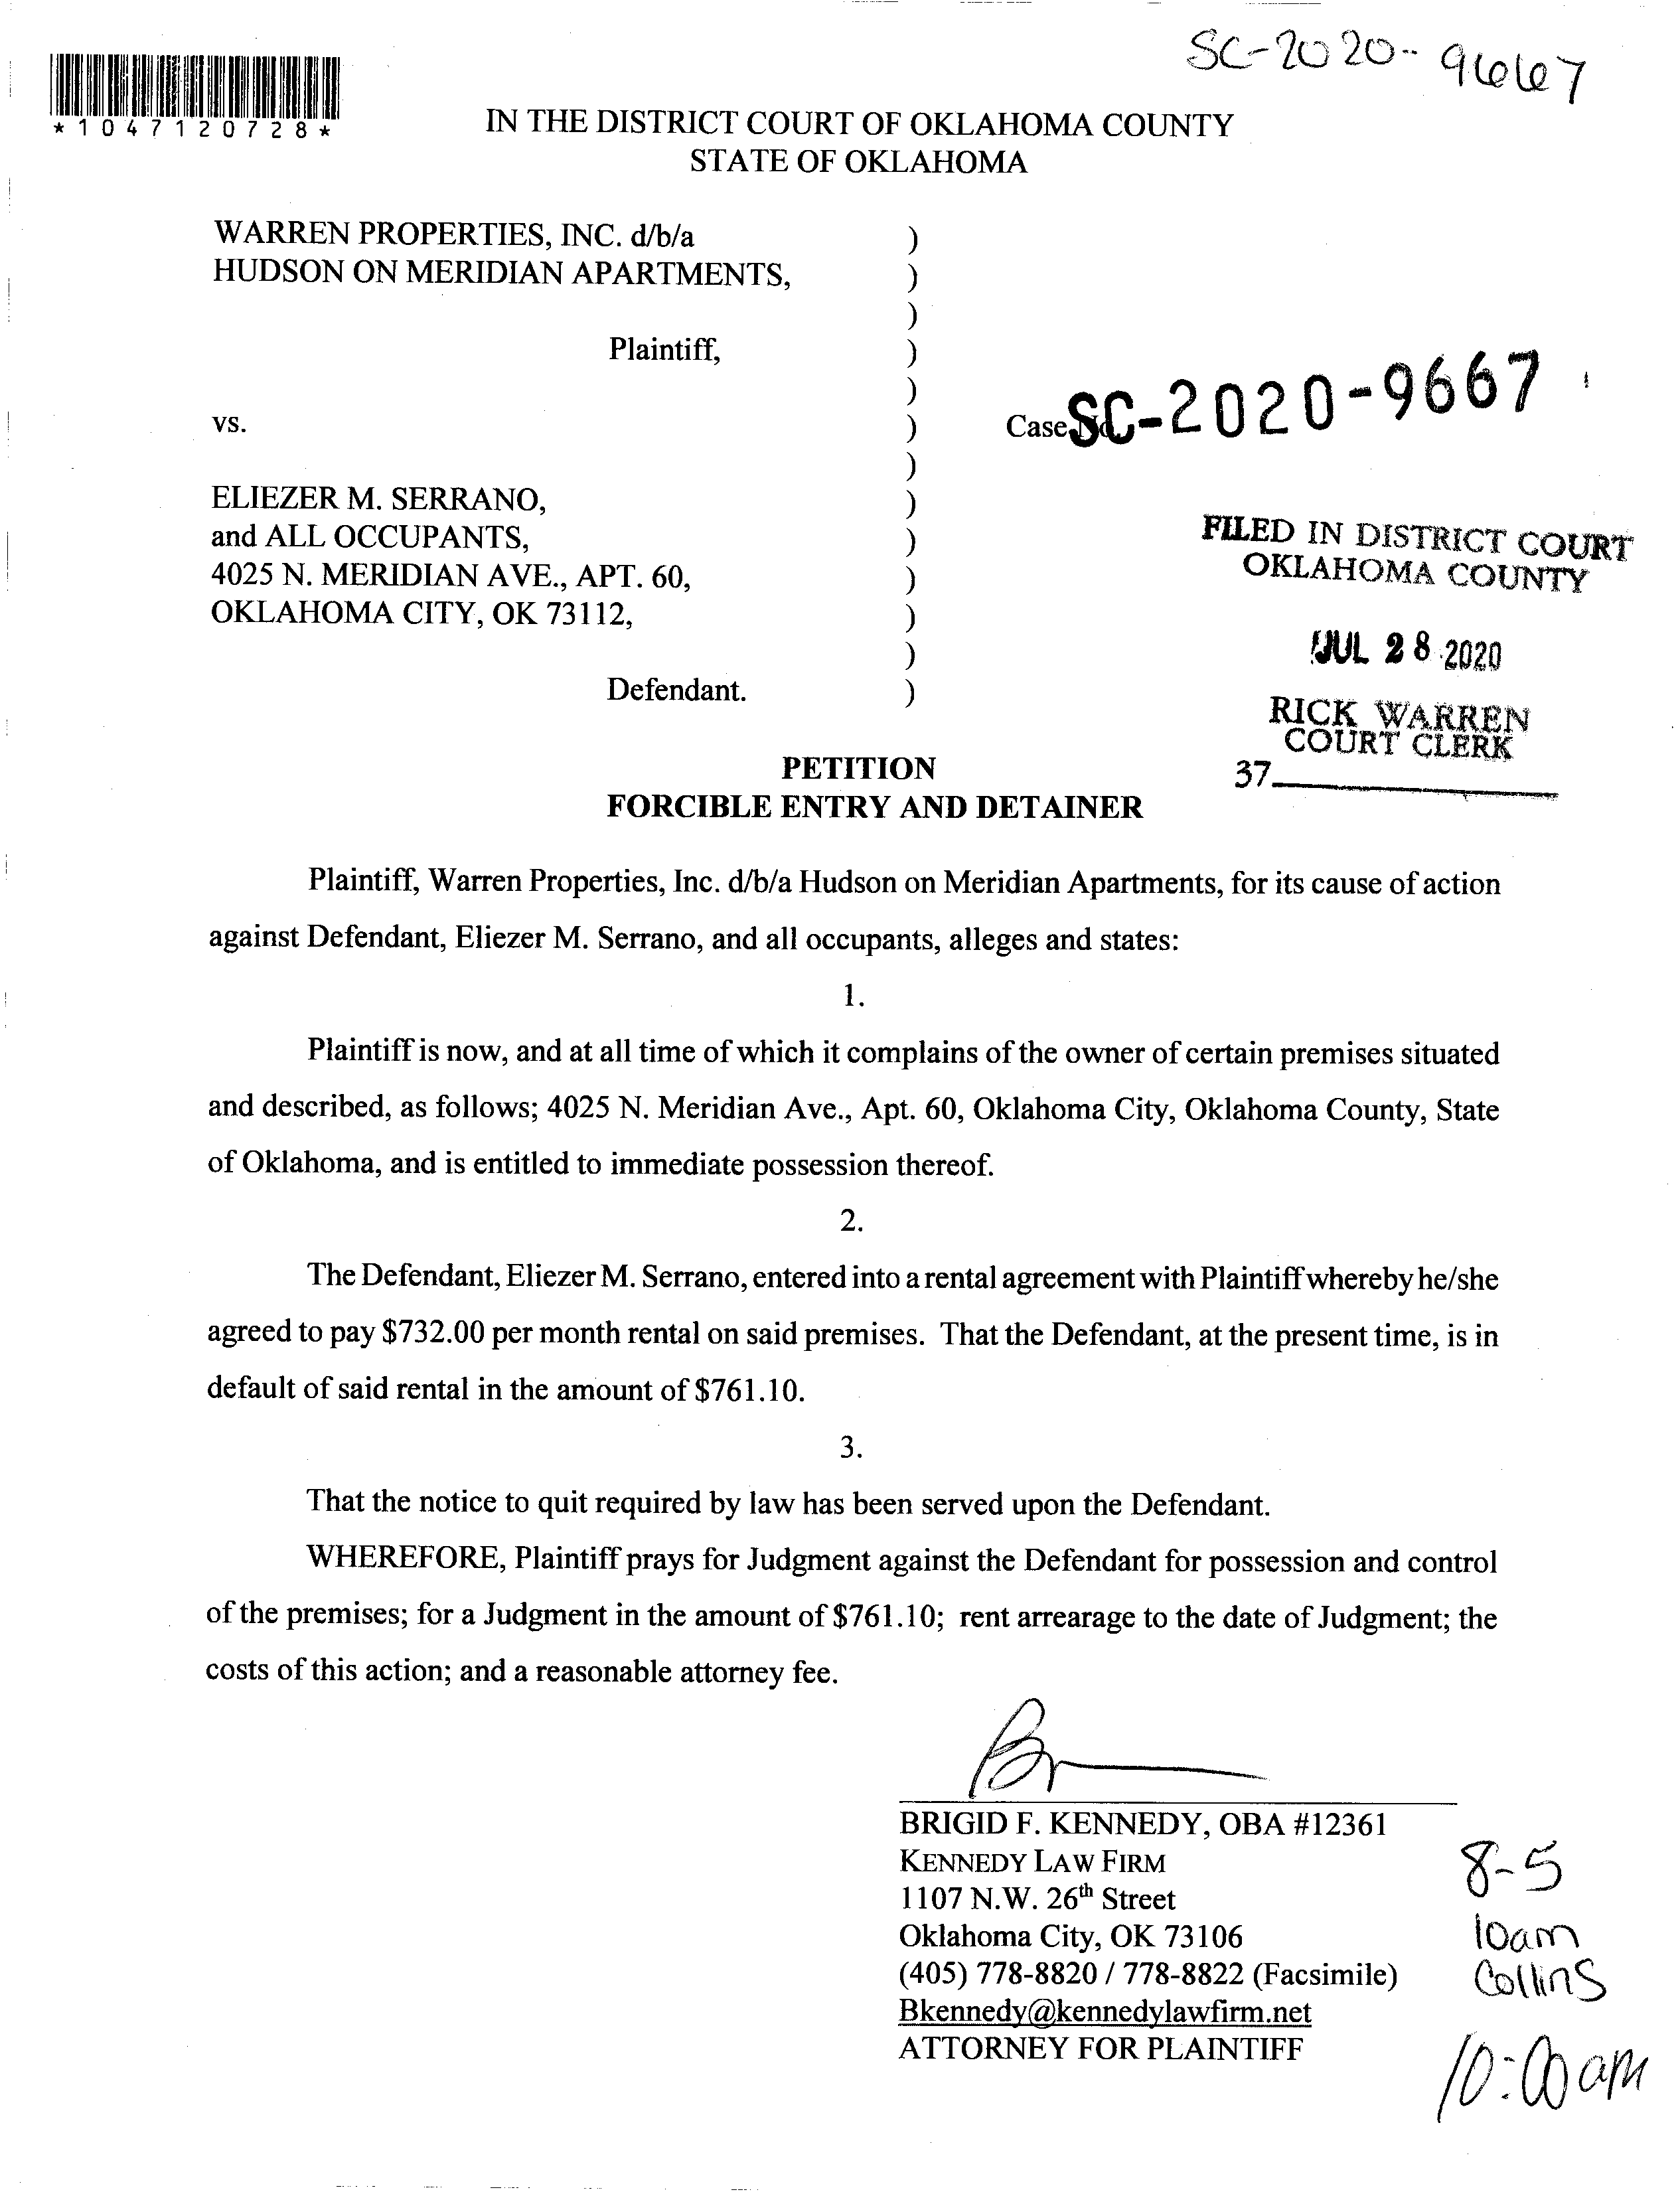 SC-2020-9667
*1047120728*
IN THE DISTRICT COURT OF OKLAHOMA COUNTY
STATE OF OKLAHOMA
WARREN PROPERTIES, INC. d/b/a )
HUDSON ON MERIDIAN APARTMENTS, )
)
Plaintiff, )
)
vs. ) Case No. SC-2020-9667
)
ELIEZER M. SERRANO, )
and ALL OCCUPANTS, )
4025 N. MERIDIAN AVE., APT. 60, )
OKLAHOMA CITY, OK 73112, )
)
Defendant. )
FILED IN DISTRICT COURT
OKLAHOMA COUNTY
JUL 28 2020
RICK WARREN
COURT CLERK
37
PETITION
FORCIBLE ENTRY AND DETAINER
Plaintiff, Warren Properties, Inc. d/b/a Hudson on Meridian Apartments, for its cause of action
against Defendant, Eliezer M. Serrano, and all occupants, alleges and states:
1.
Plaintiff is now, and at all time of which it complains of the owner of certain premises situated
and described, as follows; 4025 N. Meridian Ave., Apt. 60, Oklahoma City, Oklahoma County, State
of Oklahoma, and is entitled to immediate possession thereof.
2.
The Defendant, Eliezer M. Serrano, entered into a rental agreement with Plaintiff whereby he/she
agreed to pay $732.00 per month rental on said premises. That the Defendant, at the present time, is in
default of said rental in the amount of $761.10.
3.
That the notice to quit required by law has been served upon the Defendant.
WHEREFORE, Plaintiff prays for Judgment against the Defendant for possession and control
of the premises; for a Judgment in the amount of $761.10; rent arrearage to the date of Judgment; the
costs of this action; and a reasonable attorney fee.
BRIGID F. KENNEDY, OBA #12361
KENNEDY LAW FIRM
1107 N.W. 26th Street
Oklahoma City, OK 73106
(405) 778-8820 / 778-8822 (Facsimile)
Bkennedy@kennedylawfirm.net
ATTORNEY FOR PLAINTIFF
8-5
10am
Collins
10:00 am